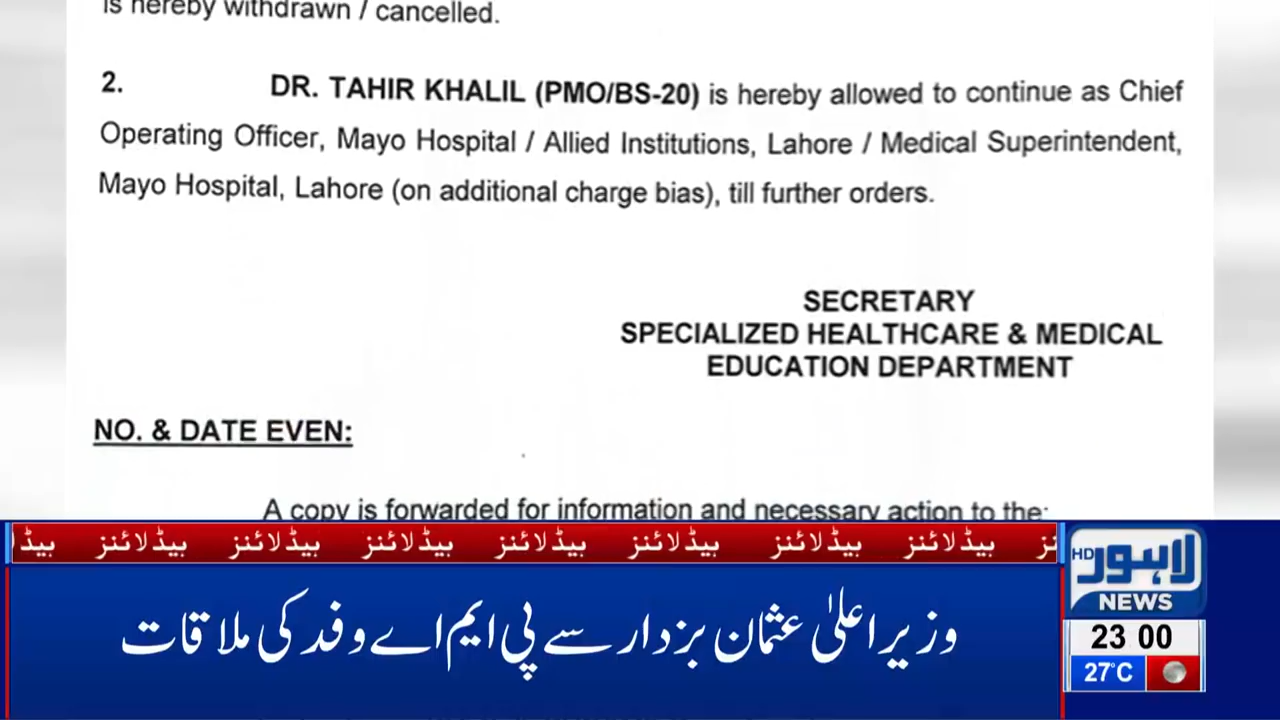 is hereby withdrawn / cancelled.
2. DR. TAHIR KHALIL (PMO/BS-20) is hereby allowed to continue as Chief
Operating Officer, Mayo Hospital / Allied Institutions, Lahore / Medical Superintendent,
Mayo Hospital, Lahore (on additional charge bias), till further orders.
SECRETARY
SPECIALIZED HEALTHCARE & MEDICAL
EDUCATION DEPARTMENT
NO. & DATE EVEN:
A copy is forwarded for information and necessary action to the:
ہیڈلائنز ہیڈلائنز ہیڈلائنز ہیڈلائنز ہیڈلائنز ہیڈلائنز ہیڈلائنز
وزیراعلیٰ عثمان بزدار سے پی ایم اے وفد کی ملاقات
HD لاہور
NEWS
23 00
27°C